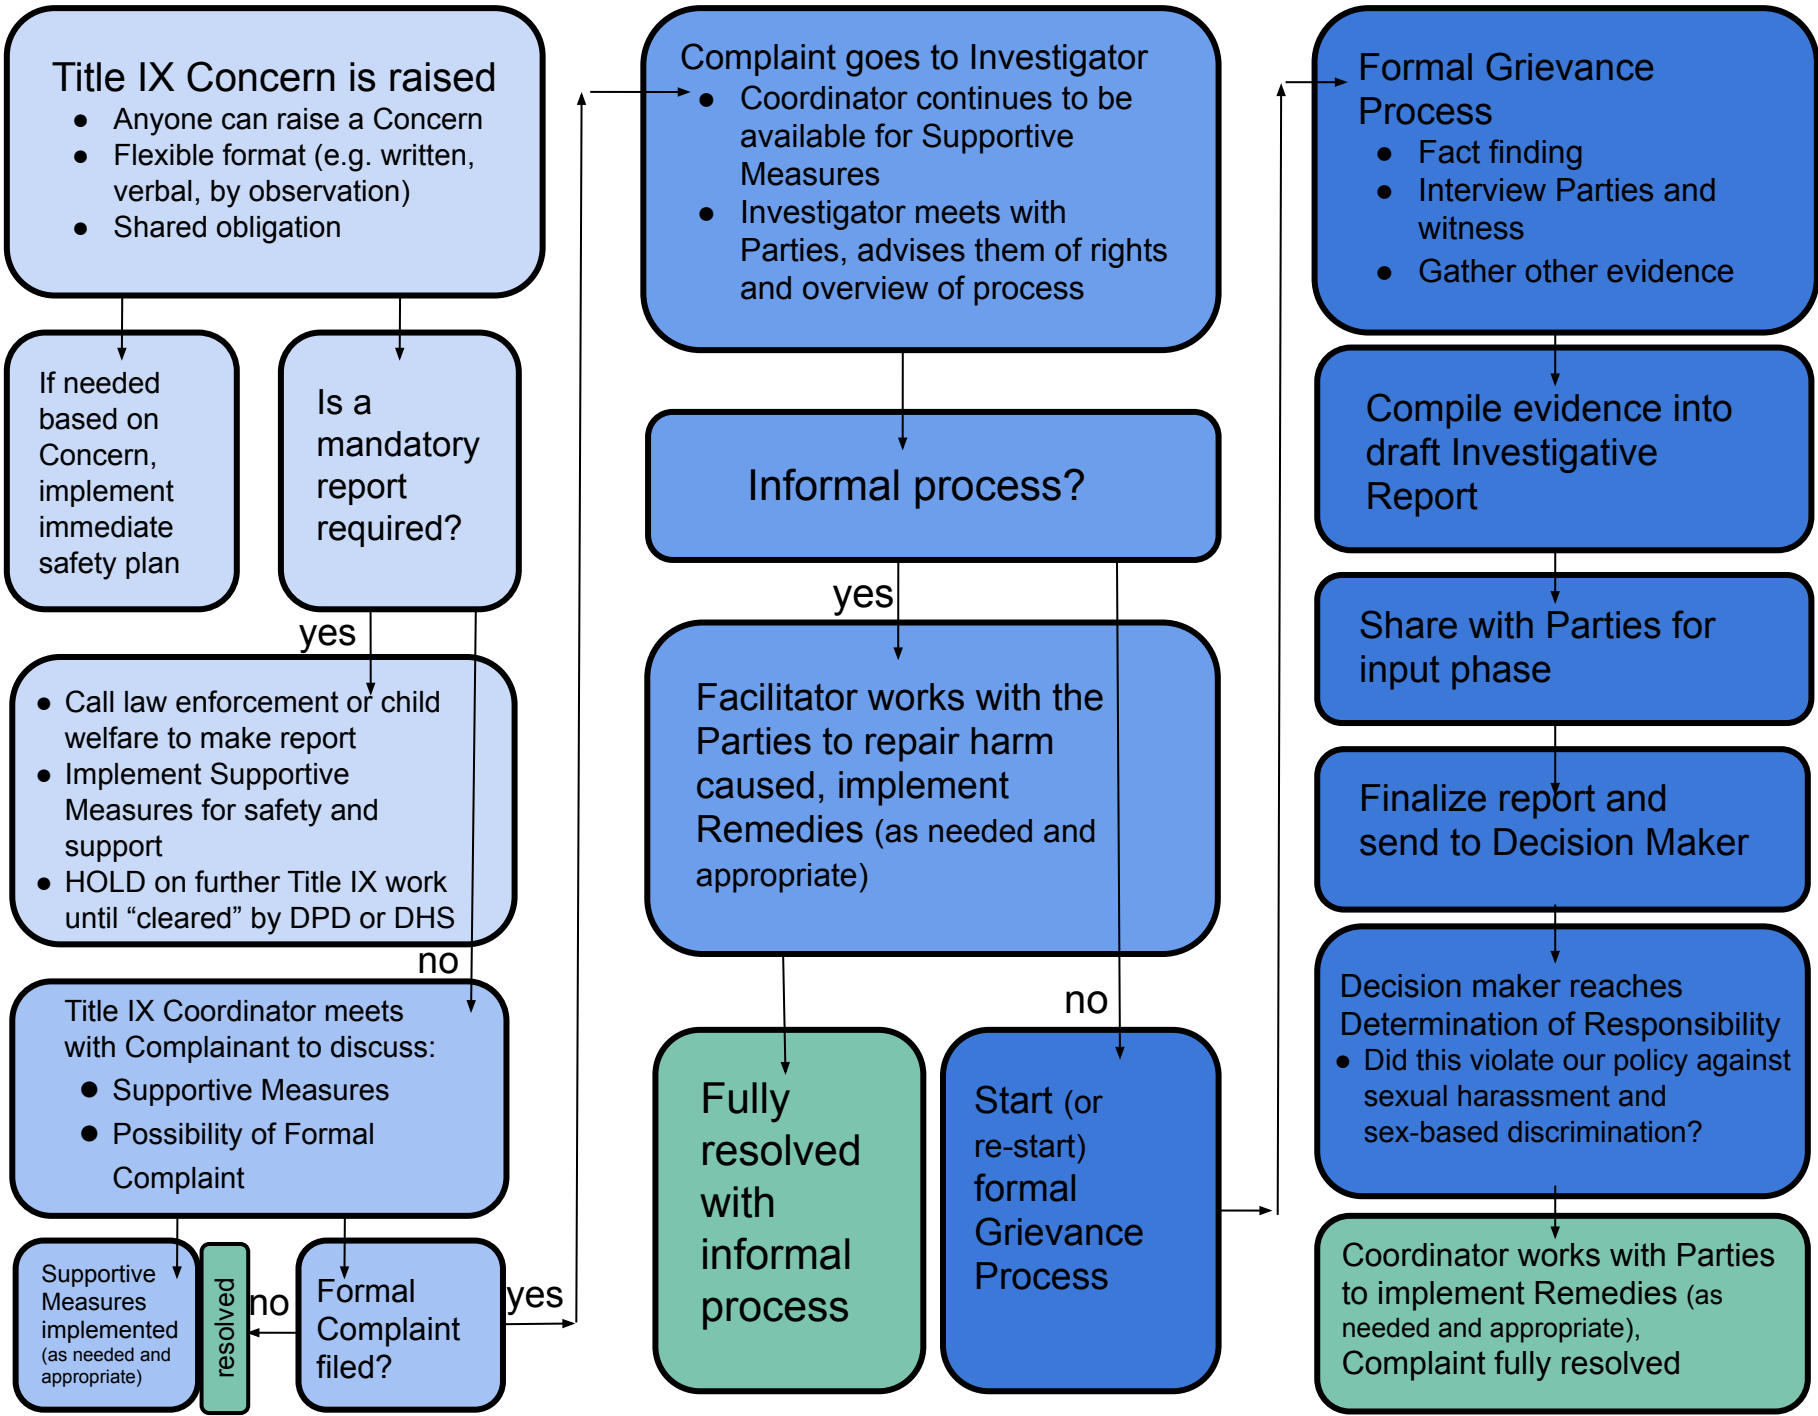 Title IX Concern is raised
● Anyone can raise a Concern
● Flexible format (e.g. written,
verbal, by observation)
● Shared obligation
If needed
based on
Concern,
implement
immediate
safety plan
Is a
mandatory
report
required?
yes
● Call law enforcement or child
welfare to make report
● Implement Supportive
Measures for safety and
support
● HOLD on further Title IX work
until “cleared” by DPD or DHS
no
Title IX Coordinator meets
with Complainant to discuss:
● Supportive Measures
● Possibility of Formal
Complaint
Supportive
Measures
implemented
(as needed and
appropriate)
resolved
no
Formal
Complaint
filed?
yes
Complaint goes to Investigator
● Coordinator continues to be
available for Supportive
Measures
● Investigator meets with
Parties, advises them of rights
and overview of process
Informal process?
yes
Facilitator works with the
Parties to repair harm
caused, implement
Remedies (as needed and
appropriate)
no
Fully
resolved
with
informal
process
Start (or
re-start)
formal
Grievance
Process
Formal Grievance
Process
● Fact finding
● Interview Parties and
witness
● Gather other evidence
Compile evidence into
draft Investigative
Report
Share with Parties for
input phase
Finalize report and
send to Decision Maker
Decision maker reaches
Determination of Responsibility
● Did this violate our policy against
sexual harassment and
sex-based discrimination?
Coordinator works with Parties
to implement Remedies (as
needed and appropriate),
Complaint fully resolved